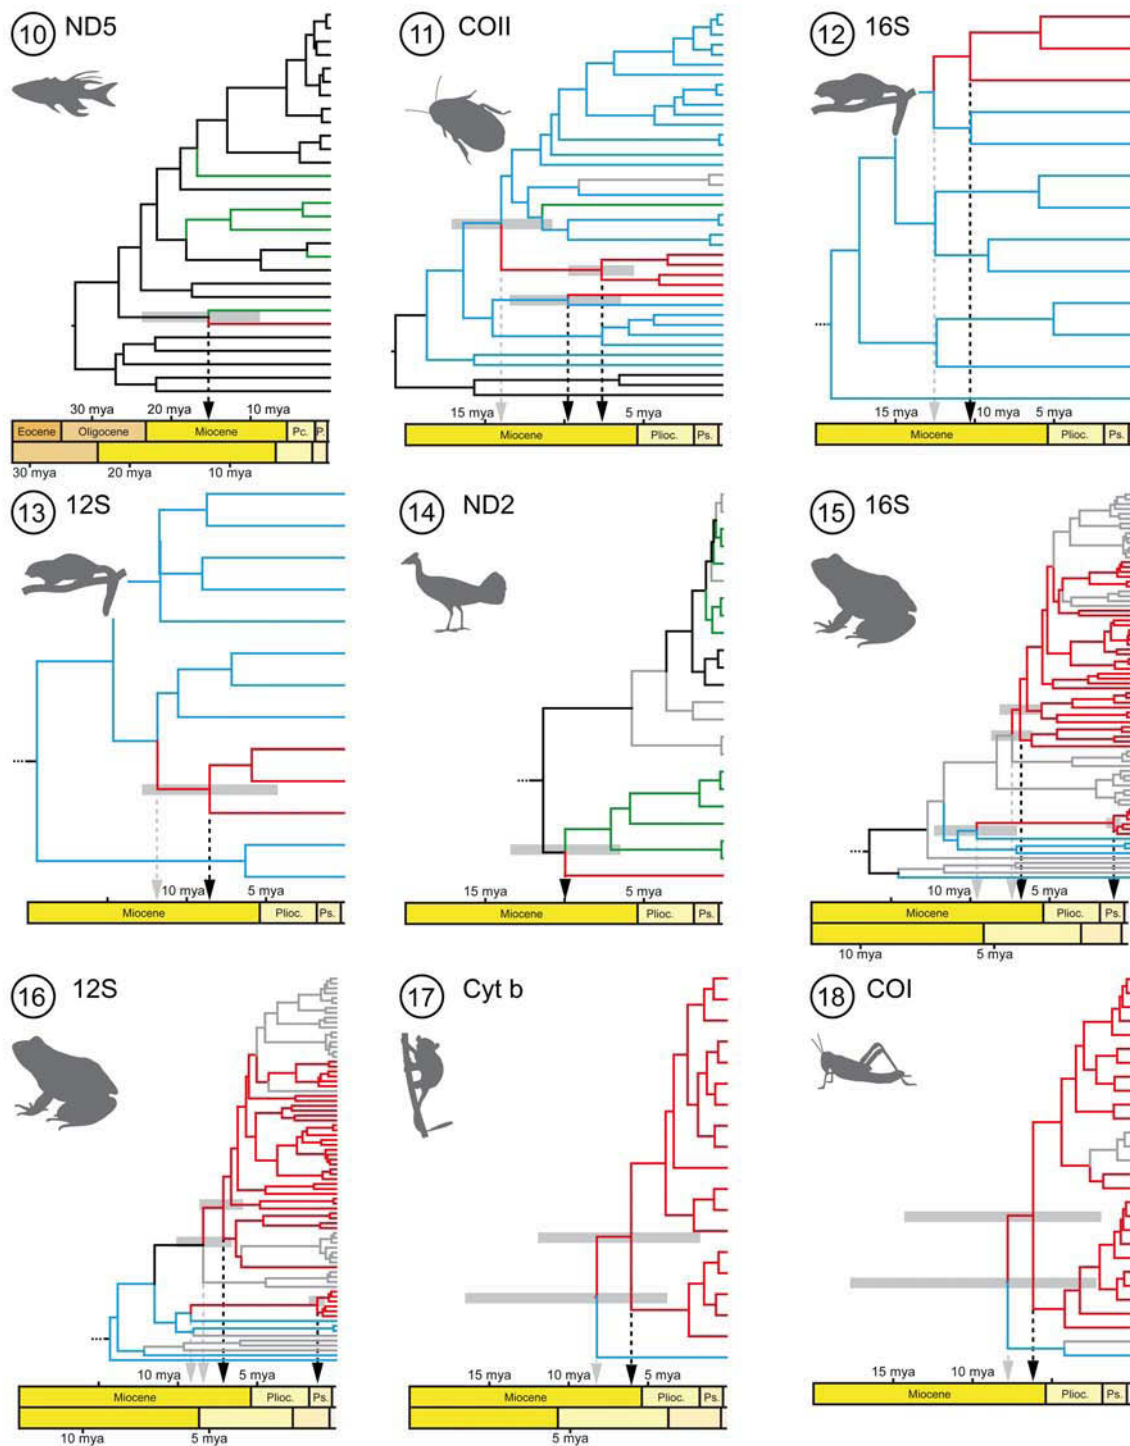 10 ND5
11 COII
12 16S
30 mya 20 mya 10 mya
Eocene Oligocene Miocene Pc. P.
30 mya 20 mya 10 mya
15 mya 5 mya
Miocene Plioc. Ps.
15 mya 10 mya 5 mya
Miocene Plioc. Ps.
13 12S
14 ND2
15 16S
10 mya 5 mya
Miocene Plioc. Ps.
15 mya 5 mya
Miocene Plioc. Ps.
10 mya 5 mya
Miocene Plioc. Ps.
10 mya 5 mya
16 12S
17 Cyt b
18 COI
10 mya 5 mya
Miocene Plioc. Ps.
10 mya 5 mya
15 mya 10 mya 5 mya
Miocene Plioc. Ps.
5 mya
15 mya 10 mya
Miocene Plioc. Ps.